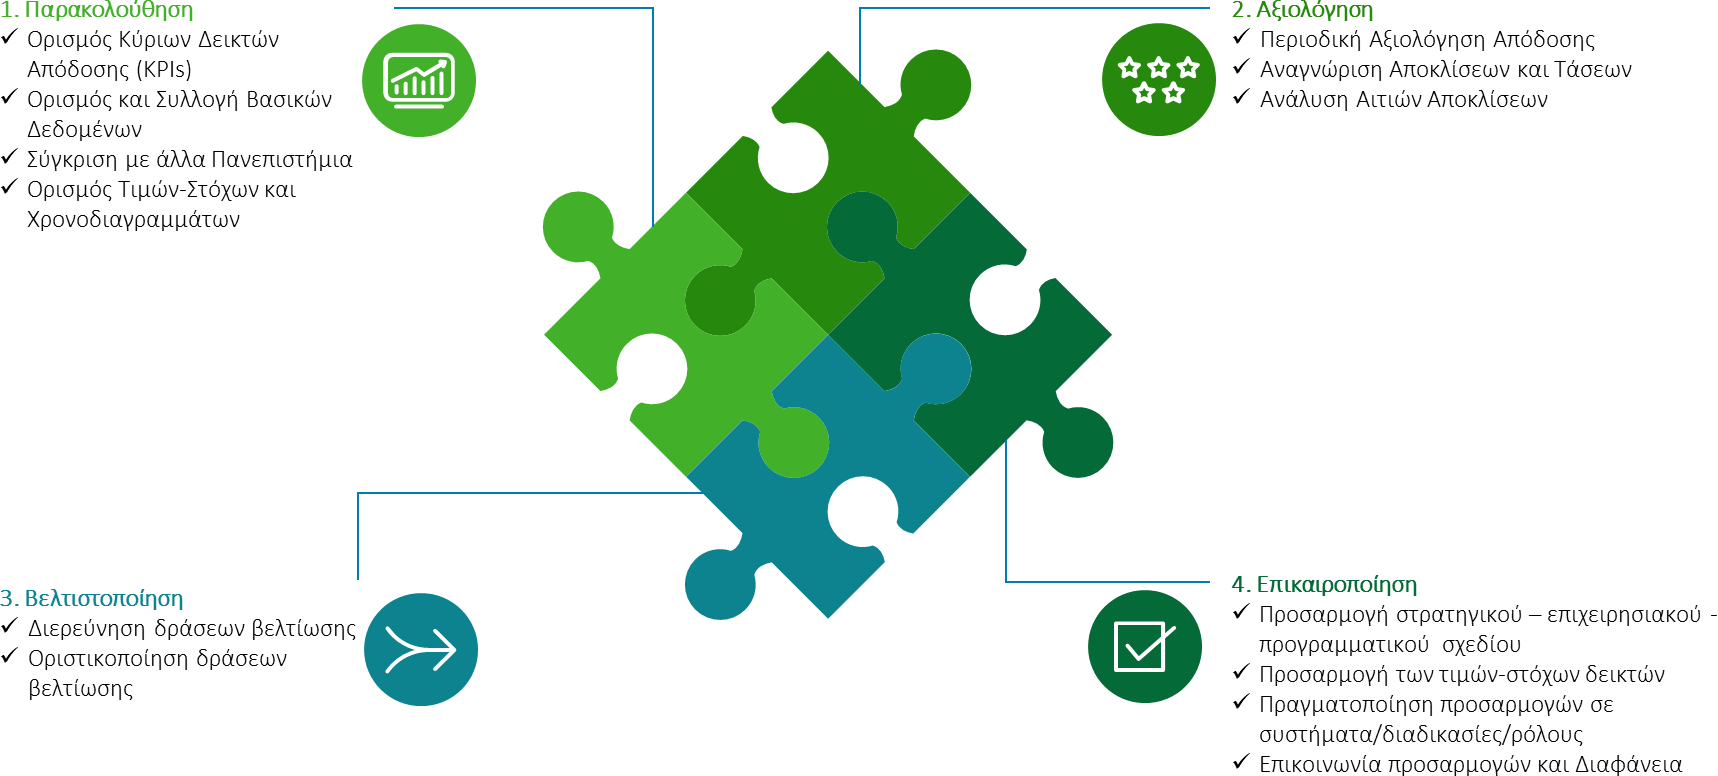 1. Παρακολούθηση
✓ Ορισμός Κύριων Δεικτών
Απόδοσης (KPIs)
✓ Ορισμός και Συλλογή Βασικών
Δεδομένων
✓ Σύγκριση με άλλα Πανεπιστήμια
✓ Ορισμός Τιμών-Στόχων και
Χρονοδιαγραμμάτων
2. Αξιολόγηση
✓ Περιοδική Αξιολόγηση Απόδοσης
✓ Αναγνώριση Αποκλίσεων και Τάσεων
✓ Ανάλυση Αιτιών Αποκλίσεων
3. Βελτιστοποίηση
✓ Διερεύνηση δράσεων βελτίωσης
✓ Οριστικοποίηση δράσεων
βελτίωσης
4. Επικαιροποίηση
✓ Προσαρμογή στρατηγικού – επιχειρησιακού -
προγραμματικού σχεδίου
✓ Προσαρμογή των τιμών-στόχων δεικτών
✓ Πραγματοποίηση προσαρμογών σε
συστήματα/διαδικασίες/ρόλους
✓ Επικοινωνία προσαρμογών και Διαφάνεια